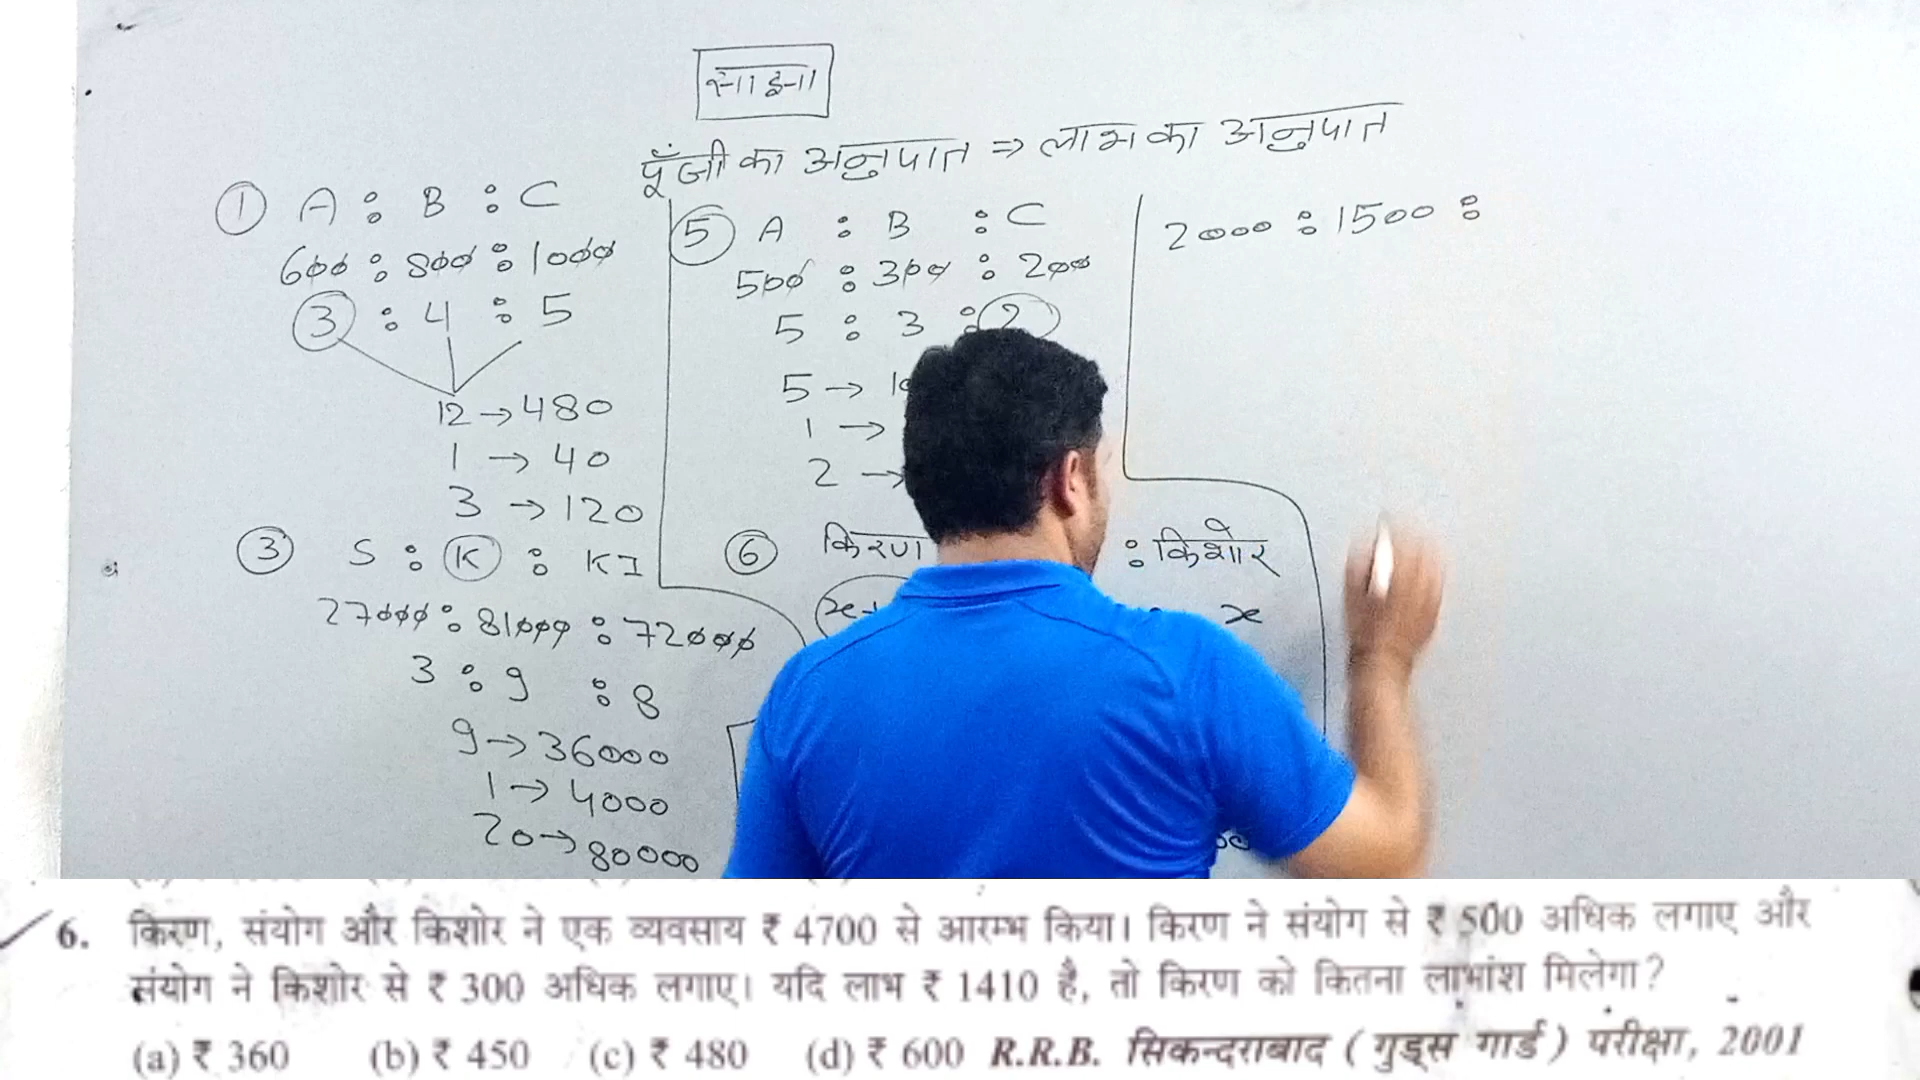 साझा
पूँजी का अनुपात ⇒ लाभ का अनुपात
① A : B : C
600 : 800 : 1000
3 : 4 : 5
12 → 480
1 → 40
3 → 120
③ S : K : KI
27000 : 81000 : 72000
3 : 9 : 8
9 → 36000
1 → 4000
20 → 80000
⑤ A : B : C
500 : 300 : 200
5 : 3 : 2
5 →
1 →
2 →
⑥ किरण : किशोर
x+ x
2000 : 1500 :
6. किरण, संयोग और किशोर ने एक व्यवसाय ₹ 4700 से आरम्भ किया। किरण ने संयोग से ₹ 500 अधिक लगाए और
संयोग ने किशोर से ₹ 300 अधिक लगाए। यदि लाभ ₹ 1410 है, तो किरण को कितना लाभांश मिलेगा?
(a) ₹ 360 (b) ₹ 450 (c) ₹ 480 (d) ₹ 600 R.R.B. सिकन्दराबाद (गुड्स गार्ड) परीक्षा, 2001